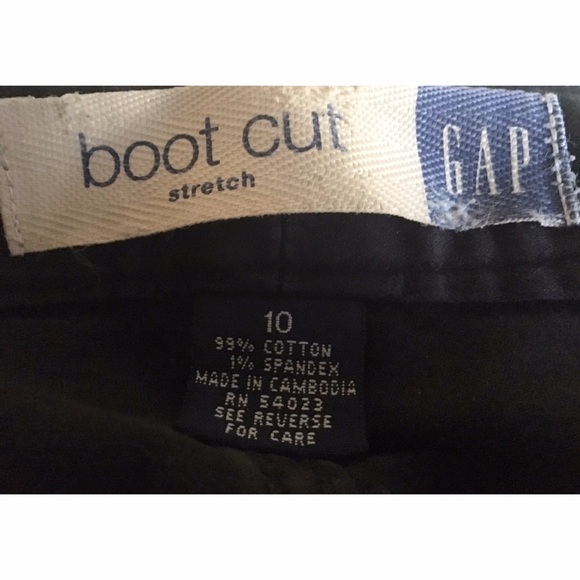 boot cut
stretch
GAP
10
99% COTTON
1% SPANDEX
MADE IN CAMBODIA
RN 54023
SEE REVERSE
FOR CARE